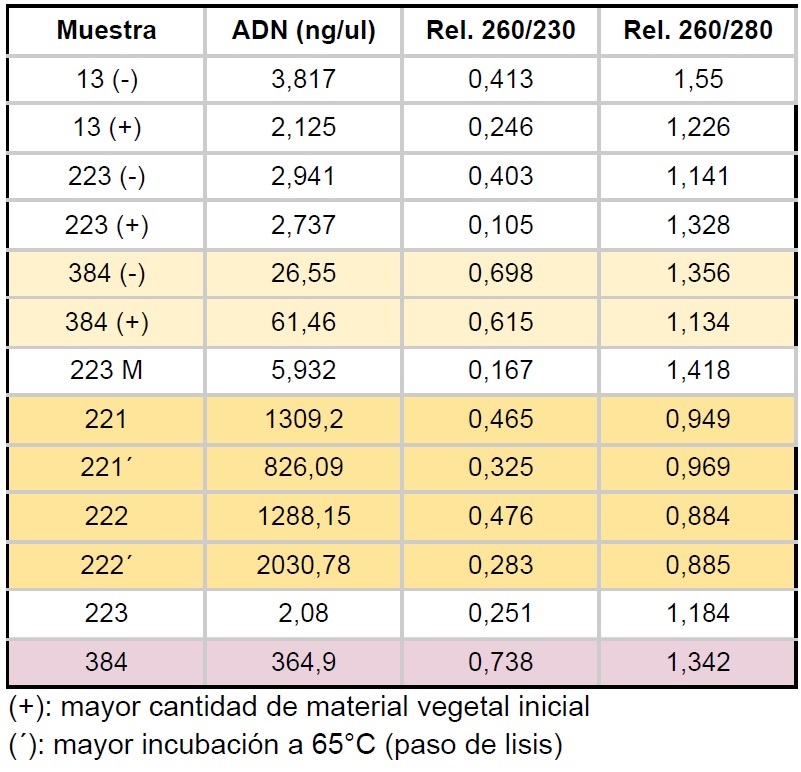 Muestra ADN (ng/ul) Rel. 260/230 Rel. 260/280
13 (-) 3,817 0,413 1,55
13 (+) 2,125 0,246 1,226
223 (-) 2,941 0,403 1,141
223 (+) 2,737 0,105 1,328
384 (-) 26,55 0,698 1,356
384 (+) 61,46 0,615 1,134
223 M 5,932 0,167 1,418
221 1309,2 0,465 0,949
221´ 826,09 0,325 0,969
222 1288,15 0,476 0,884
222´ 2030,78 0,283 0,885
223 2,08 0,251 1,184
384 364,9 0,738 1,342
(+): mayor cantidad de material vegetal inicial
(´): mayor incubación a 65°C (paso de lisis)